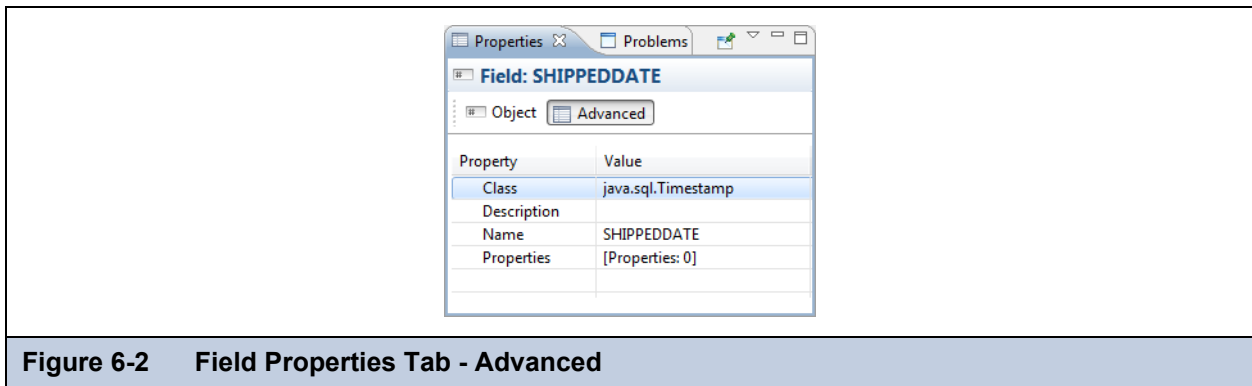 Properties Problems
Field: SHIPPEDDATE
Object Advanced
Property Value
Class java.sql.Timestamp
Description
Name SHIPPEDDATE
Properties [Properties: 0]
Figure 6-2 Field Properties Tab - Advanced